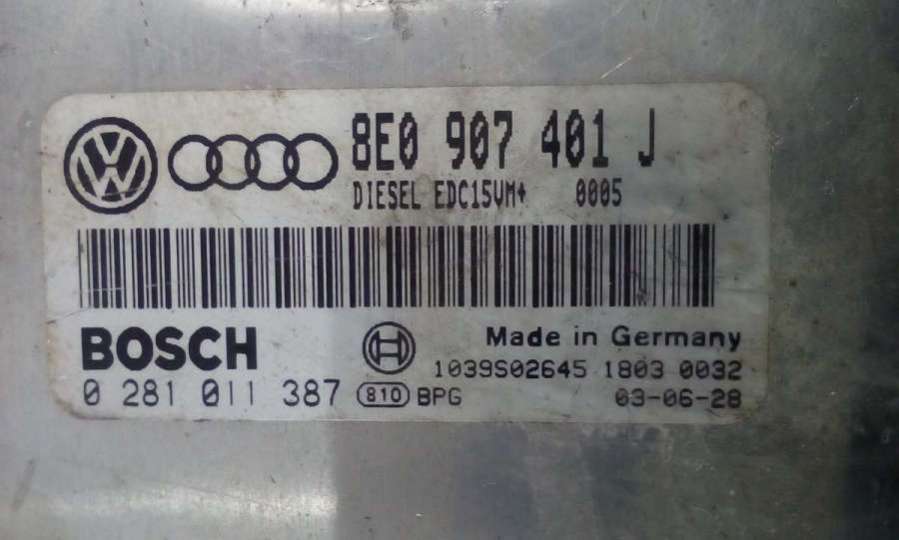 8E0 907 401 J
DIESEL EDC15VM+ 0005
BOSCH
Made in Germany
1039S02645 1803 0032
0 281 011 387 810 BPG 03-06-28